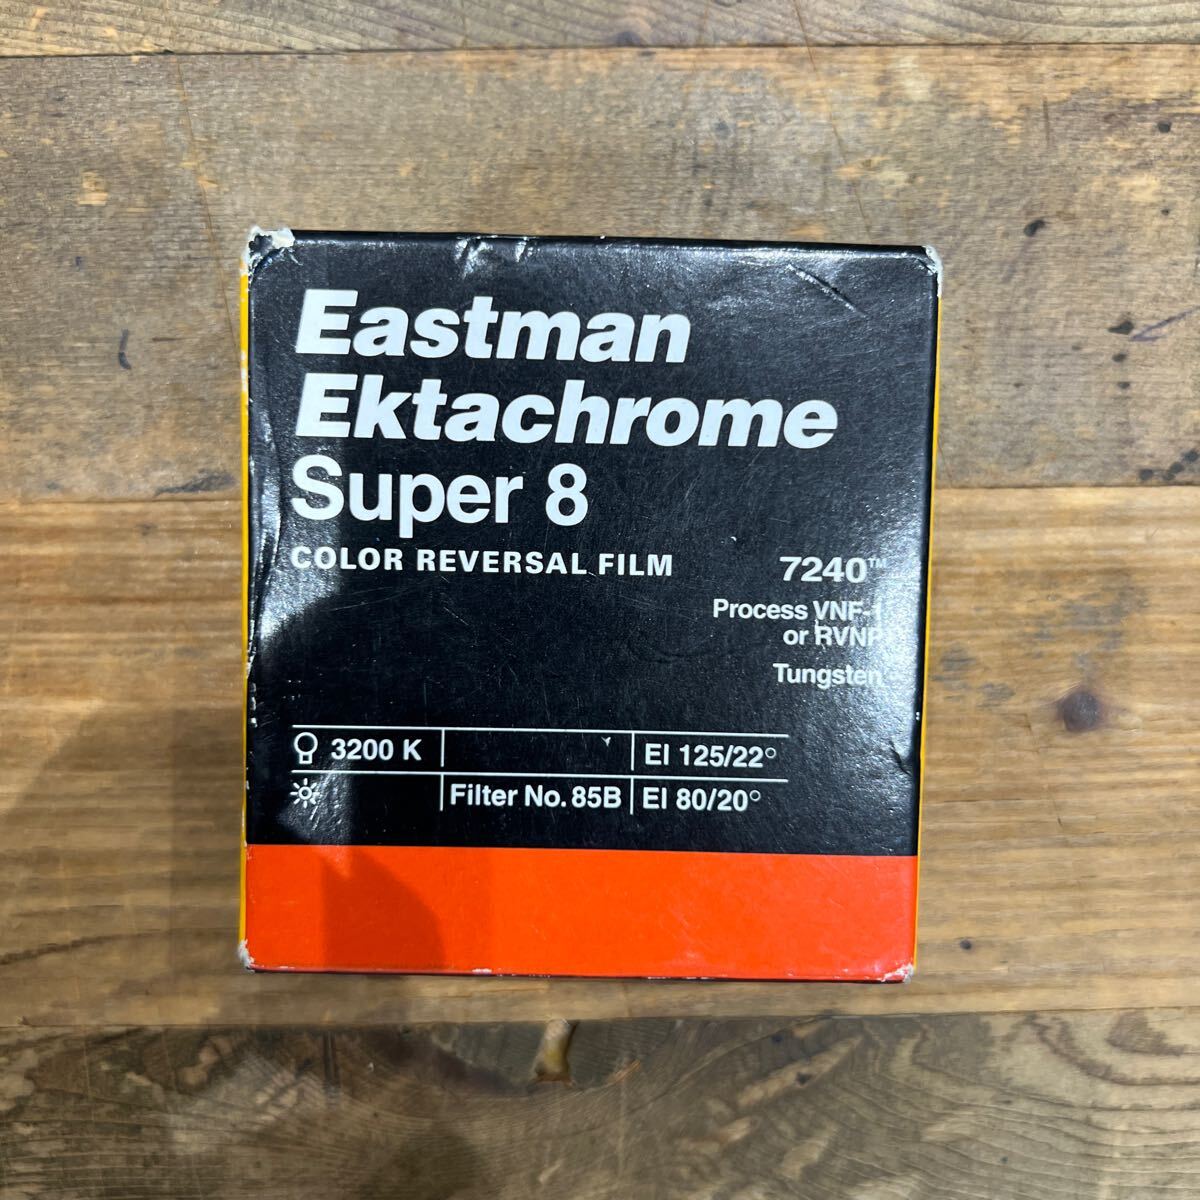 Eastman
Ektachrome
Super 8
COLOR REVERSAL FILM 7240™
Process VNF-1
or RVNP
Tungsten
3200 K EI 125/22°
Filter No. 85B EI 80/20°